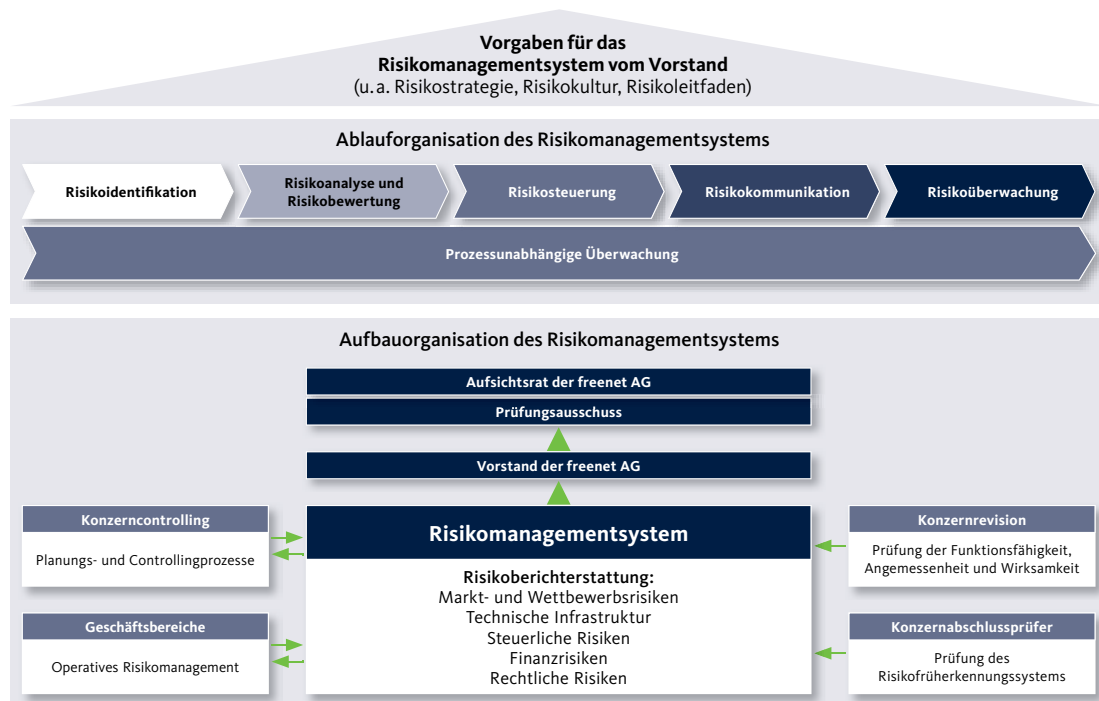 Vorgaben für das
Risikomanagementsystem vom Vorstand
(u. a. Risikostrategie, Risikokultur, Risikoleitfaden)
Ablauforganisation des Risikomanagementsystems
Risikoidentifikation
Risikoanalyse und
Risikobewertung
Risikosteuerung
Risikokommunikation
Risikoüberwachung
Prozessunabhängige Überwachung
Aufbauorganisation des Risikomanagementsystems
Aufsichtsrat der freenet AG
Prüfungsausschuss
Vorstand der freenet AG
Konzerncontrolling
Planungs- und Controllingprozesse
Geschäftsbereiche
Operatives Risikomanagement
Risikomanagementsystem
Risikoberichterstattung:
Markt- und Wettbewerbsrisiken
Technische Infrastruktur
Steuerliche Risiken
Finanzrisiken
Rechtliche Risiken
Konzernrevision
Prüfung der Funktionsfähigkeit,
Angemessenheit und Wirksamkeit
Konzernabschlussprüfer
Prüfung des
Risikofrüherkennungssystems